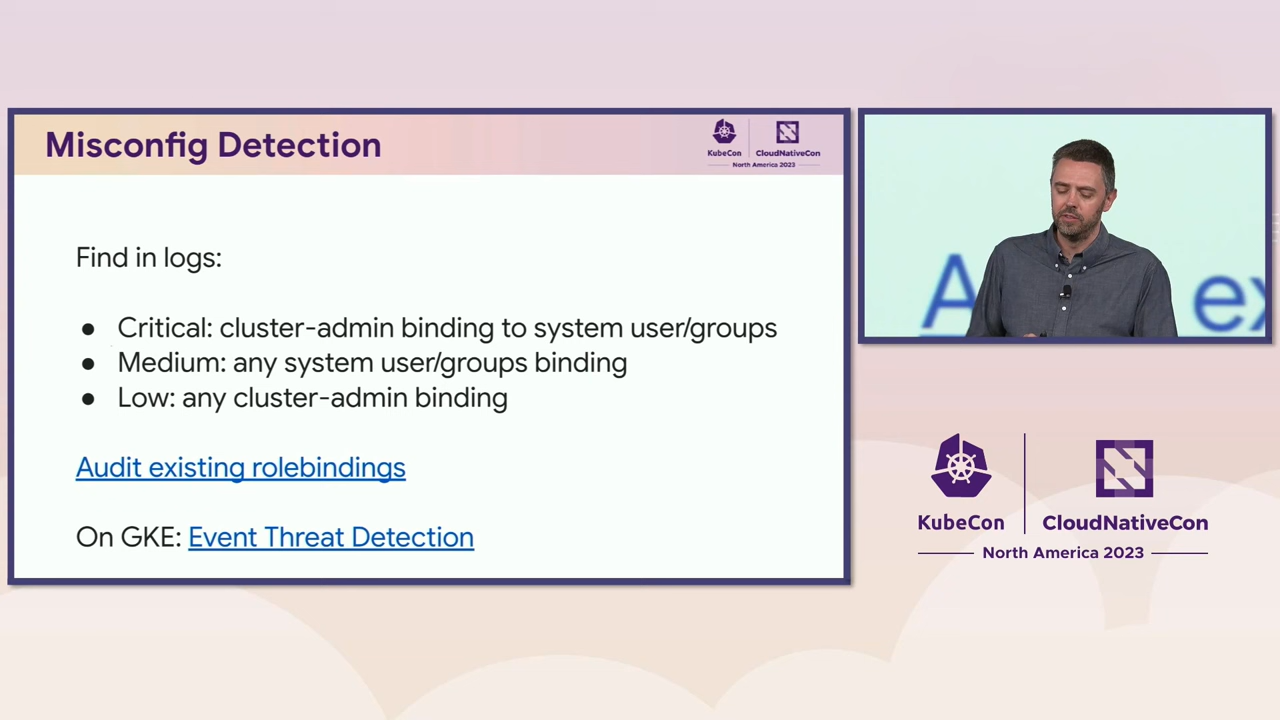 Misconfig Detection
KubeCon
CloudNativeCon
North America 2023
Find in logs:
● Critical: cluster-admin binding to system user/groups
● Medium: any system user/groups binding
● Low: any cluster-admin binding
Audit existing rolebindings
On GKE: Event Threat Detection
A
ex
KubeCon
CloudNativeCon
North America 2023